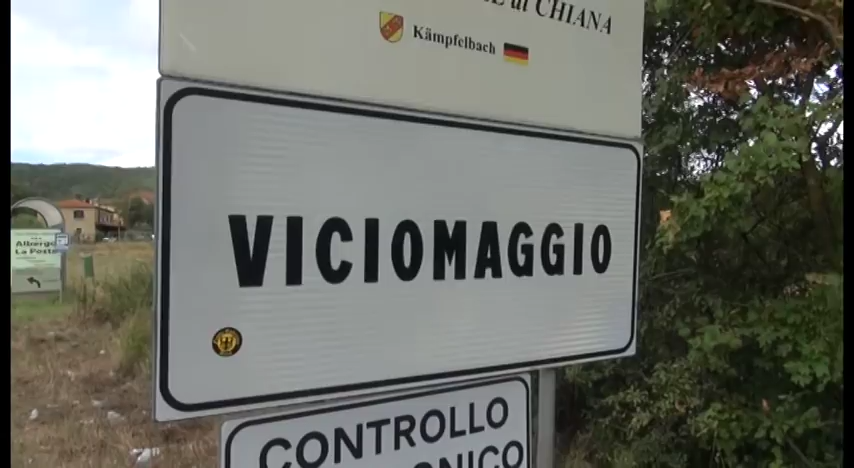 di CHIANA
Kämpfelbach
VICIOMAGGIO
Albergo
La Posta
CONTROLLO